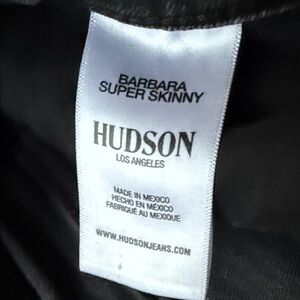 BARBARA
SUPER SKINNY
HUDSON
LOS ANGELES
MADE IN MEXICO
HECHO EN MÉXICO
FABRIQUÉ AU MEXIQUE
WWW.HUDSONJEANS.COM